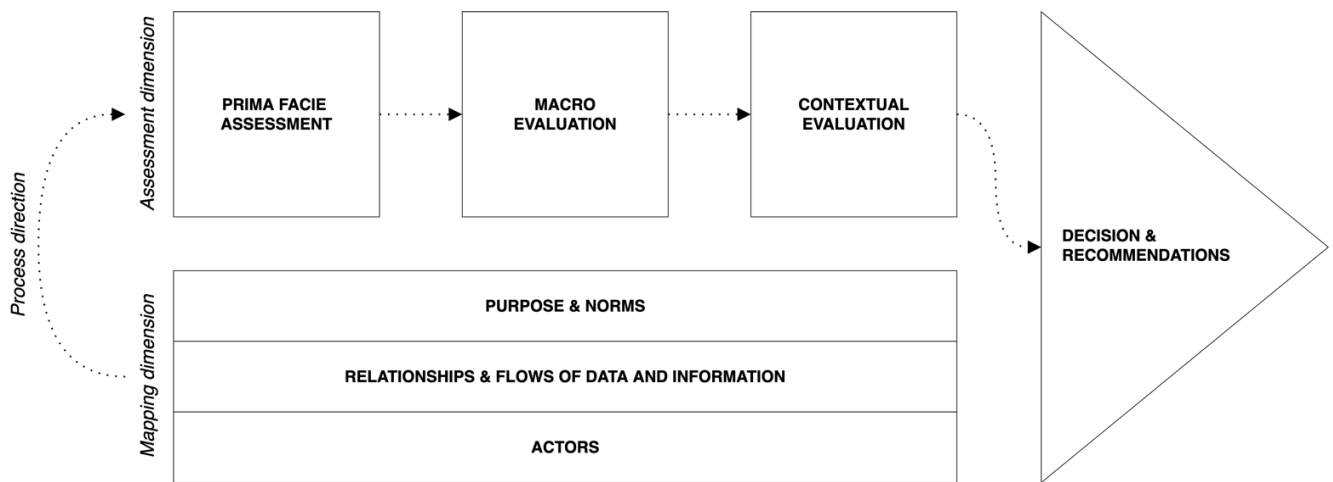 Process direction
Assessment dimension
PRIMA FACIE
ASSESSMENT
MACRO
EVALUATION
CONTEXTUAL
EVALUATION
DECISION &
RECOMMENDATIONS
Mapping dimension
PURPOSE & NORMS
RELATIONSHIPS & FLOWS OF DATA AND INFORMATION
ACTORS